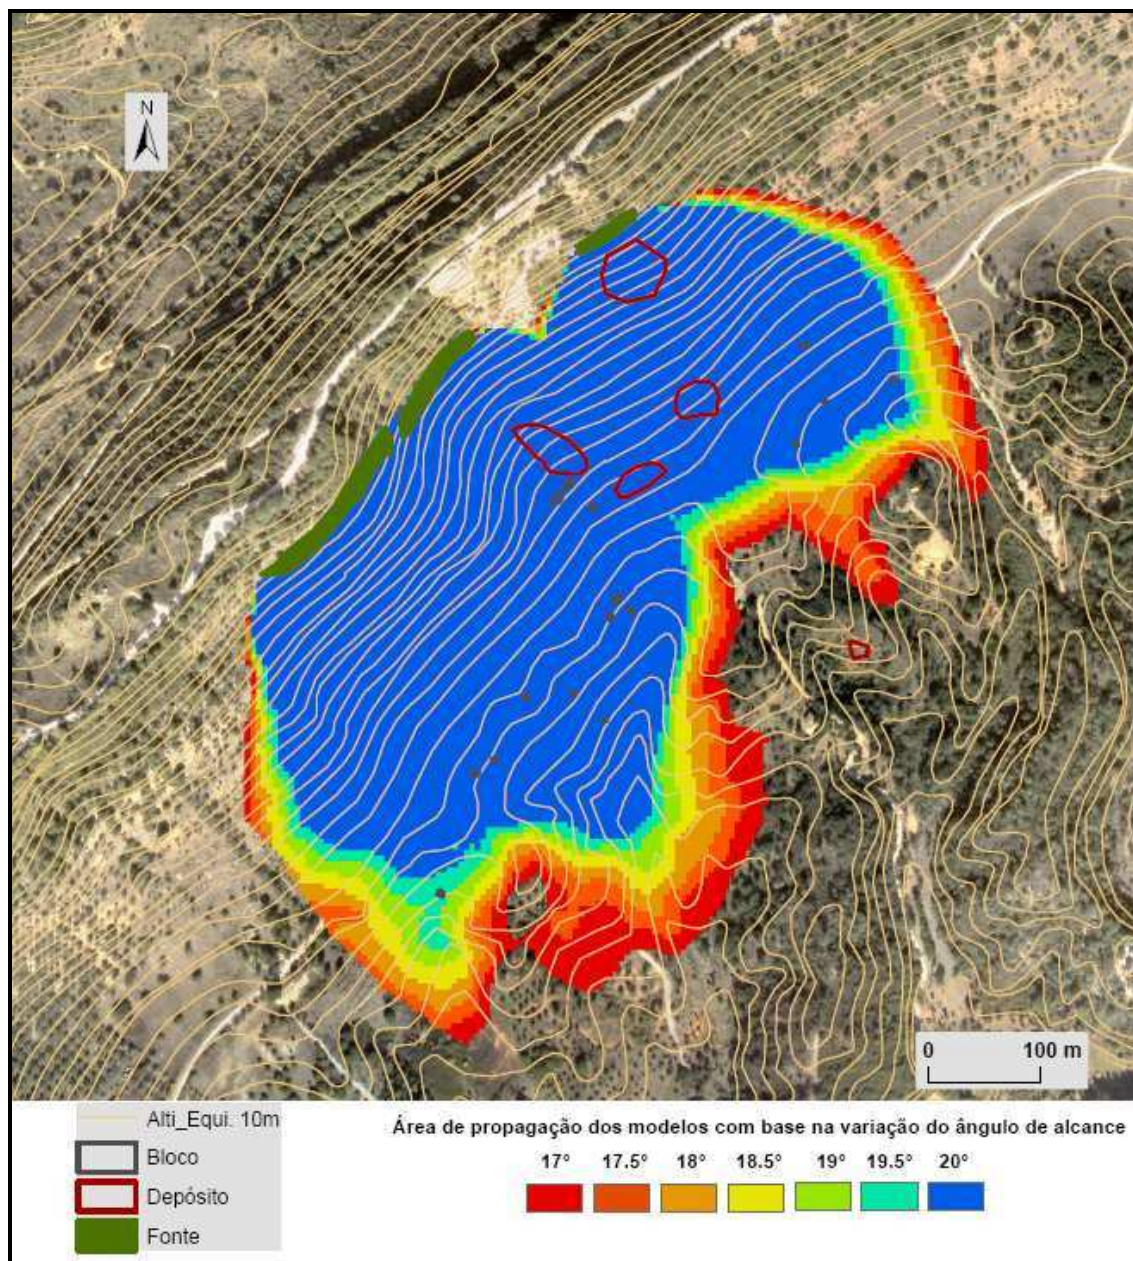 N
0 100 m
Alti_Equi. 10m
Bloco
Depósito
Fonte
Área de propagação dos modelos com base na variação do ângulo de alcance
17° 17.5° 18° 18.5° 19° 19.5° 20°